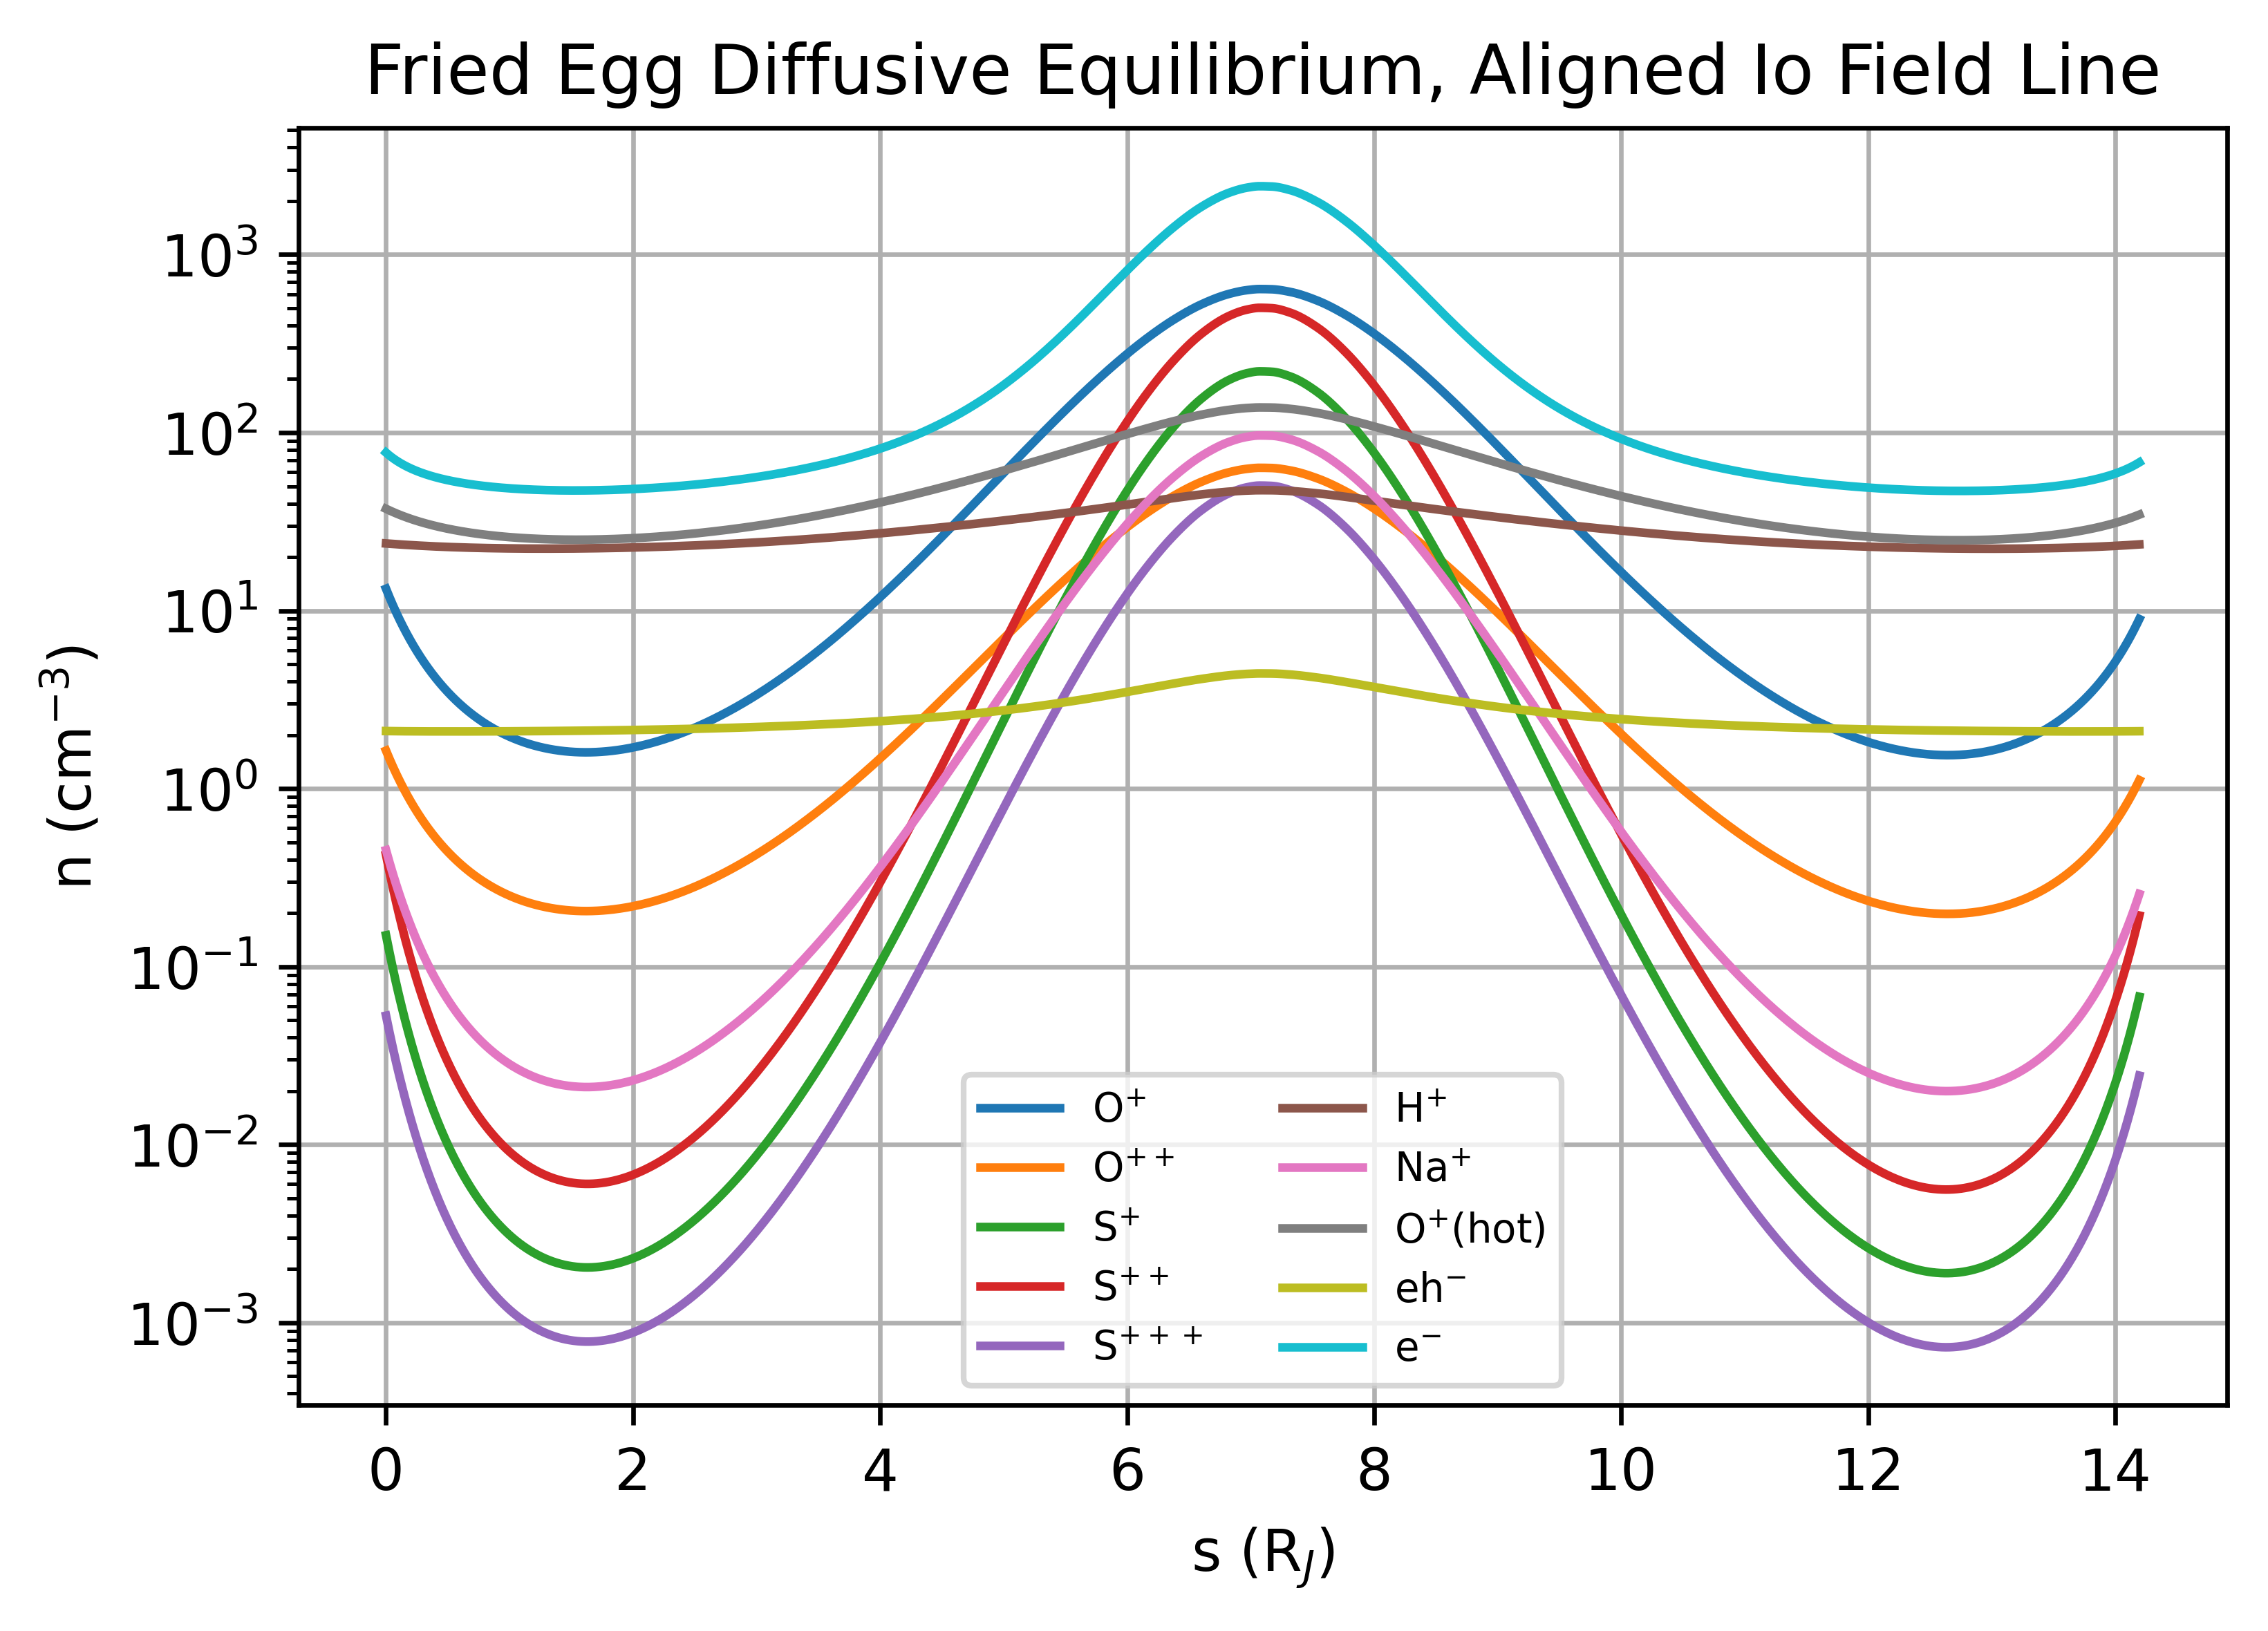 Fried Egg Diffusive Equilibrium, Aligned Io Field Line
n (cm⁻³)
10³
10²
10¹
10⁰
10⁻¹
10⁻²
10⁻³
O⁺
O⁺⁺
S⁺
S⁺⁺
S⁺⁺⁺
H⁺
Na⁺
O⁺(hot)
eh⁻
e⁻
0 2 4 6 8 10 12 14
s (R_J)